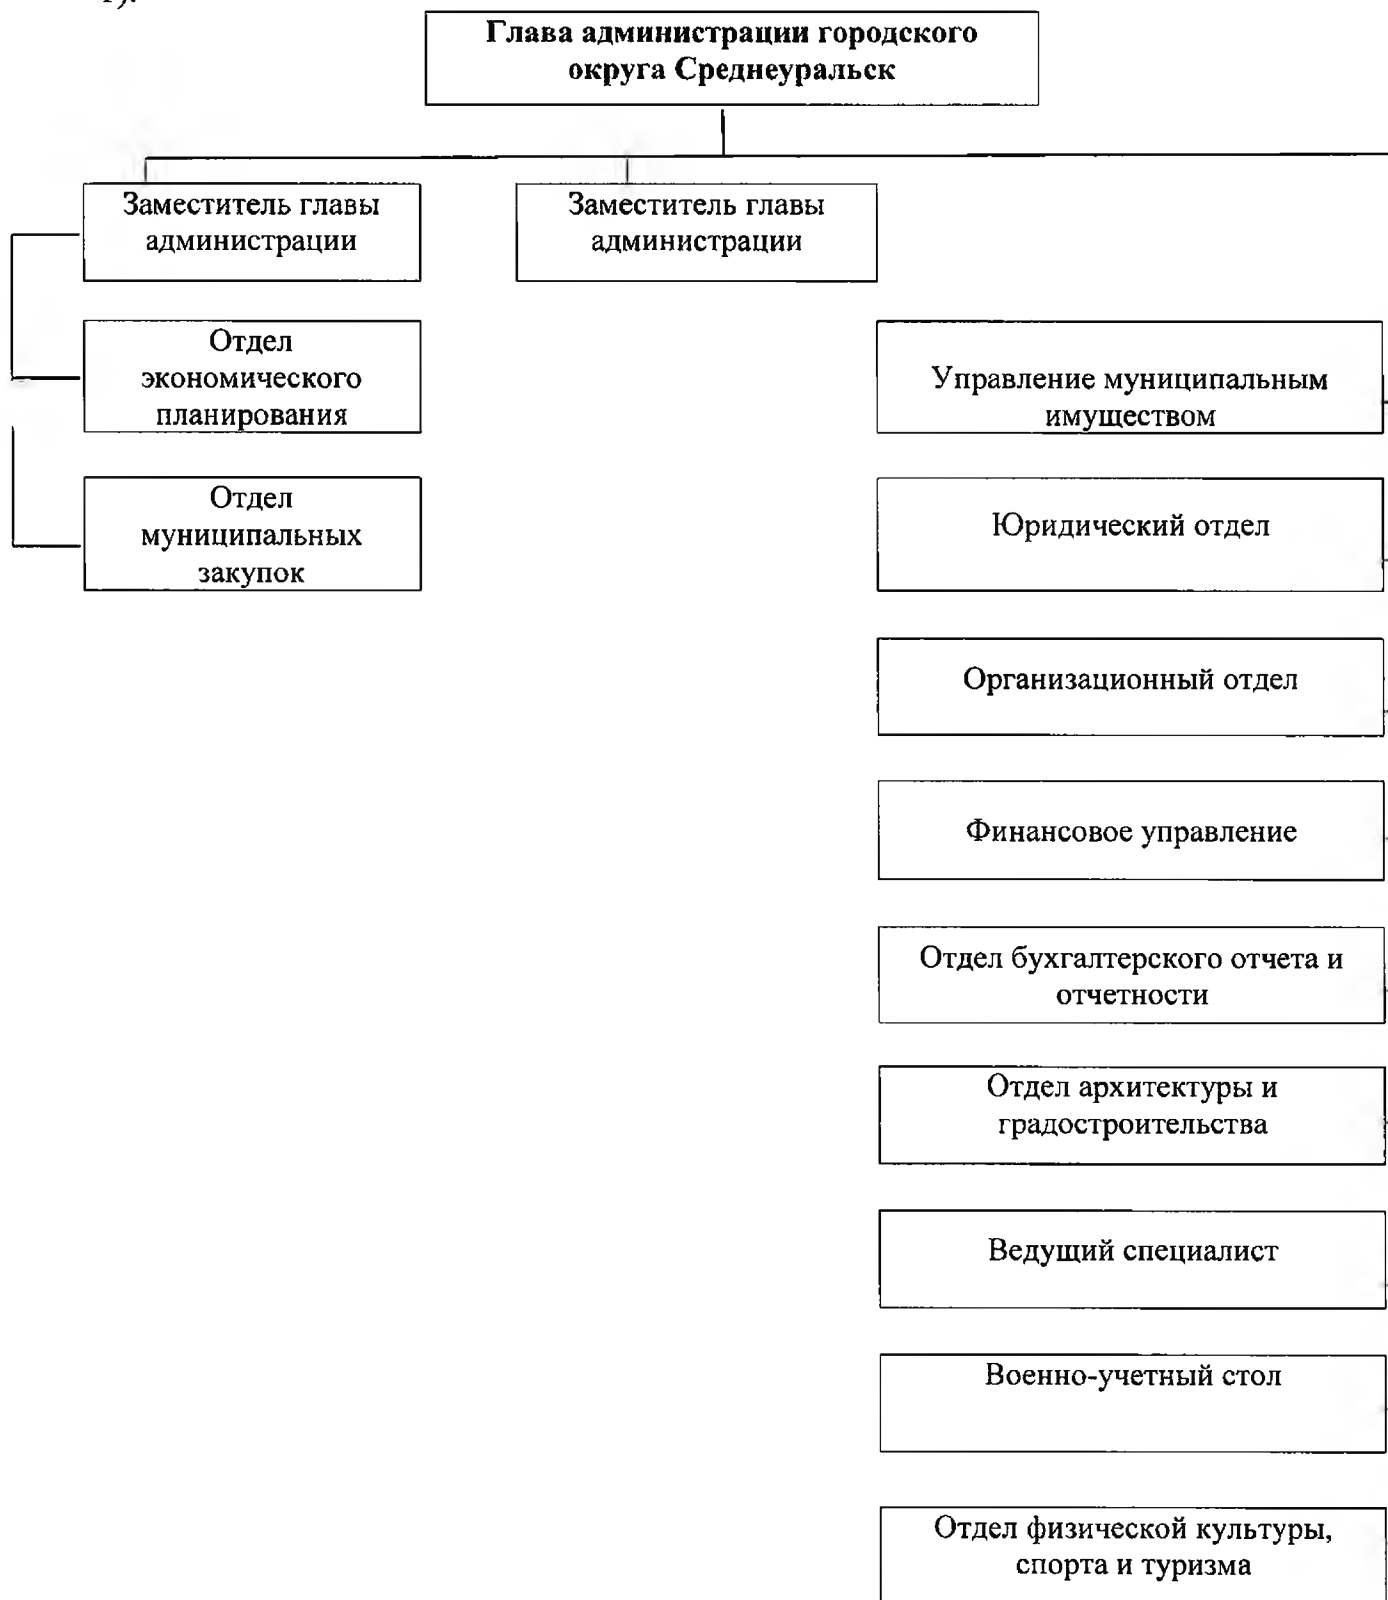 1).
Глава администрации городского
округа Среднеуральск
Заместитель главы
администрации
Заместитель главы
администрации
Отдел
экономического
планирования
Управление муниципальным
имуществом
Отдел
муниципальных
закупок
Юридический отдел
Организационный отдел
Финансовое управление
Отдел бухгалтерского отчета и
отчетности
Отдел архитектуры и
градостроительства
Ведущий специалист
Военно-учетный стол
Отдел физической культуры,
спорта и туризма